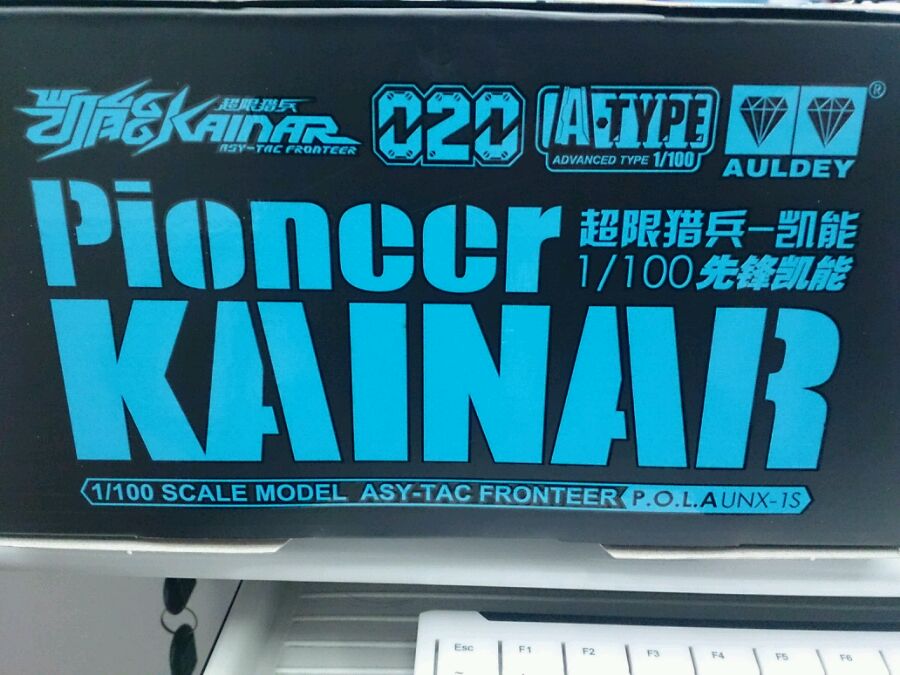 凯能KAINAR 超限猎兵
ASY-TAC FRONTEER
020
A-TYPE
ADVANCED TYPE 1/100
AULDEY ®
Pioneer
超限猎兵-凯能
1/100 先锋凯能
KAINAR
1/100 SCALE MODEL ASY-TAC FRONTEER P.O.L.A UNX-1S
Esc F1 F2 F3 F4 F5 F6
~